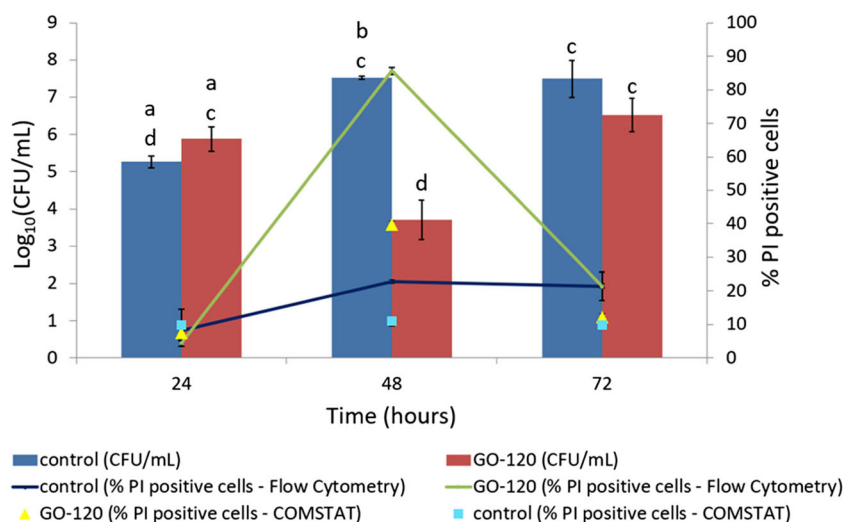 9
8
7
6
5
4
3
2
1
0
Log10(CFU/mL)
100
90
80
70
60
50
40
30
20
10
0
% PI positive cells
a
d
a
c
b
c
d
c
c
24
48
72
Time (hours)
control (CFU/mL)
GO-120 (CFU/mL)
control (% PI positive cells - Flow Cytometry)
GO-120 (% PI positive cells - Flow Cytometry)
GO-120 (% PI positive cells - COMSTAT)
control (% PI positive cells - COMSTAT)